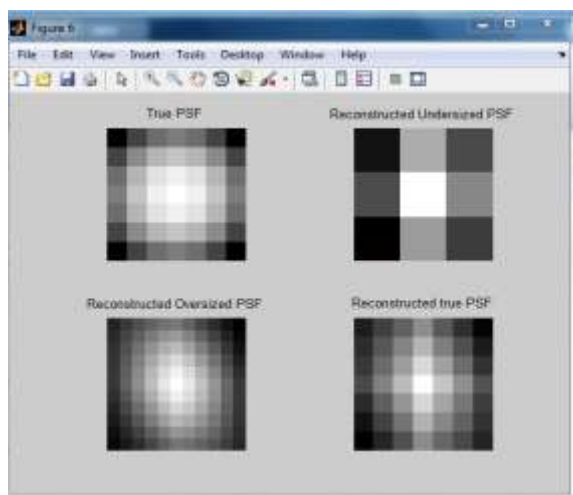 Figure 6
File Edit View Insert Tools Desktop Window Help
True PSF
Reconstructed Undersized PSF
Reconstructed Oversized PSF
Reconstructed true PSF